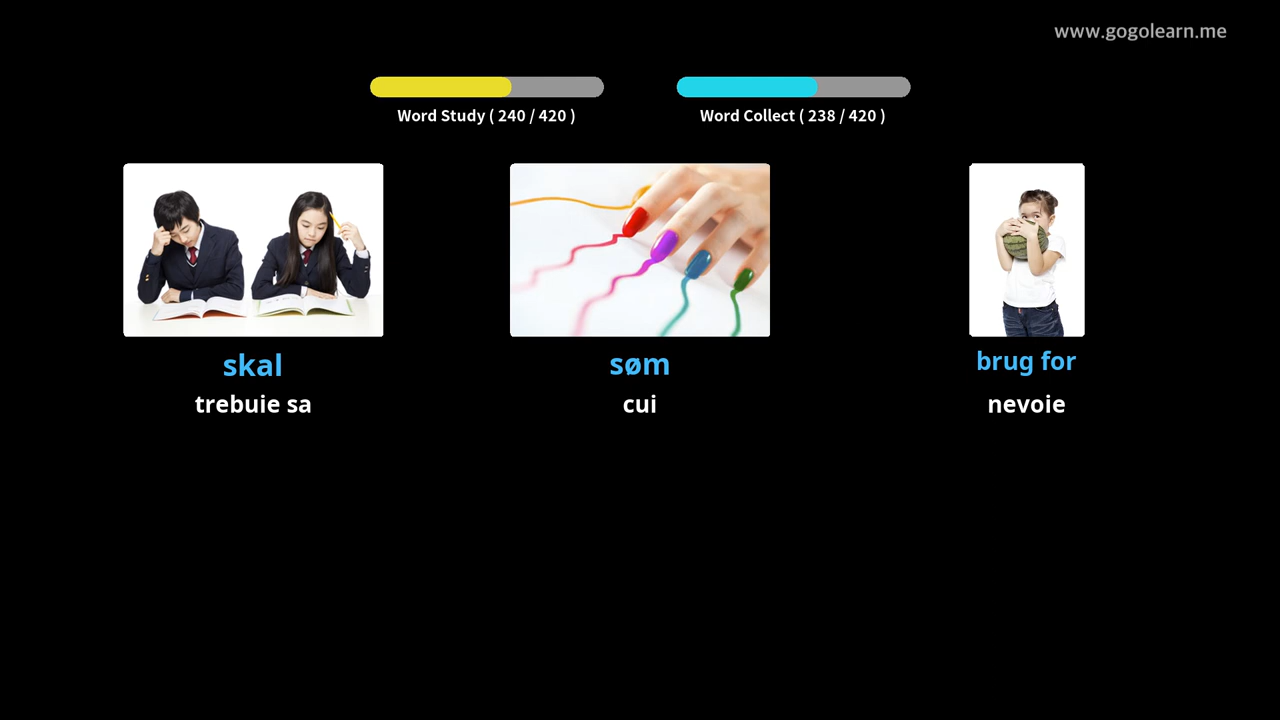 www.gogolearn.me
Word Study ( 240 / 420 )
Word Collect ( 238 / 420 )
skal
søm
brug for
trebuie sa
cui
nevoie